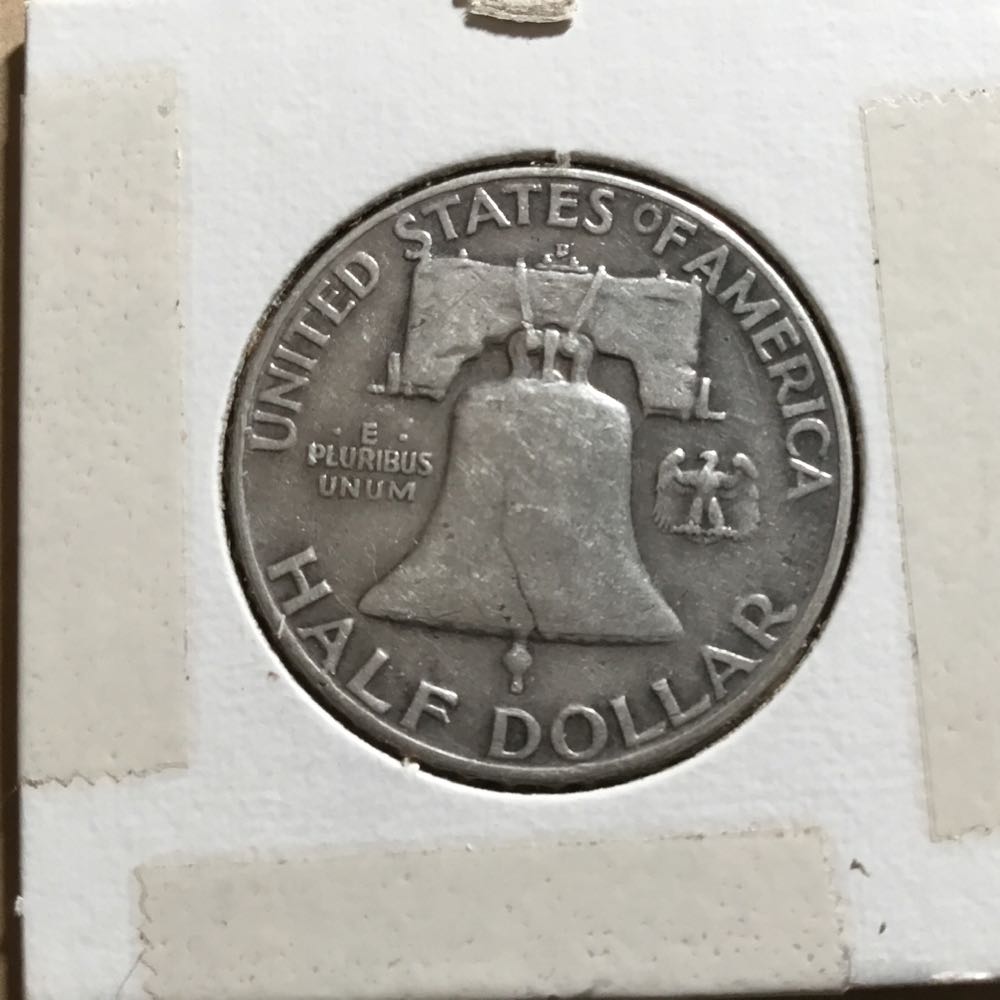 UNITED STATES OF AMERICA
· E ·
PLURIBUS
UNUM
HALF DOLLAR